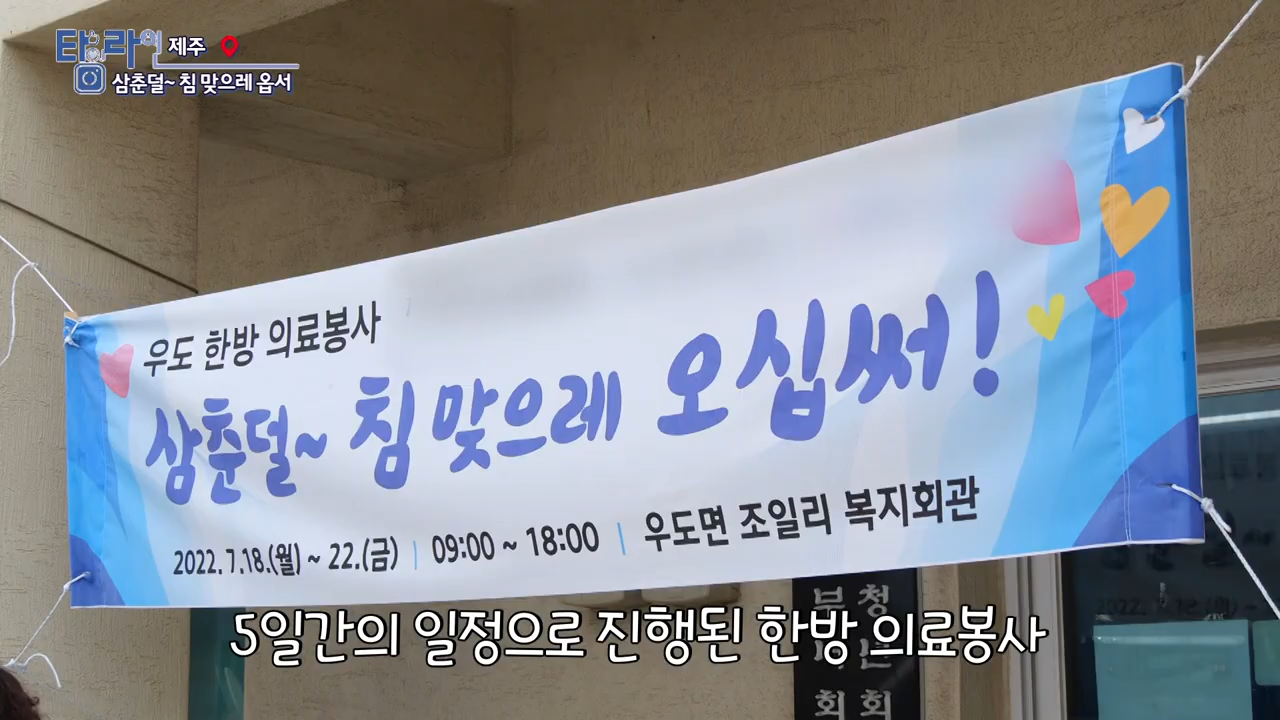 탐라인 제주
삼춘덜~ 침 맞으레 옵서
우도 한방 의료봉사
삼춘덜~ 침 맞으레 오십써!
2022. 7.18.(월) ~ 22.(금) | 09:00 ~ 18:00 | 우도면 조일리 복지회관
5일간의 일정으로 진행된 한방 의료봉사